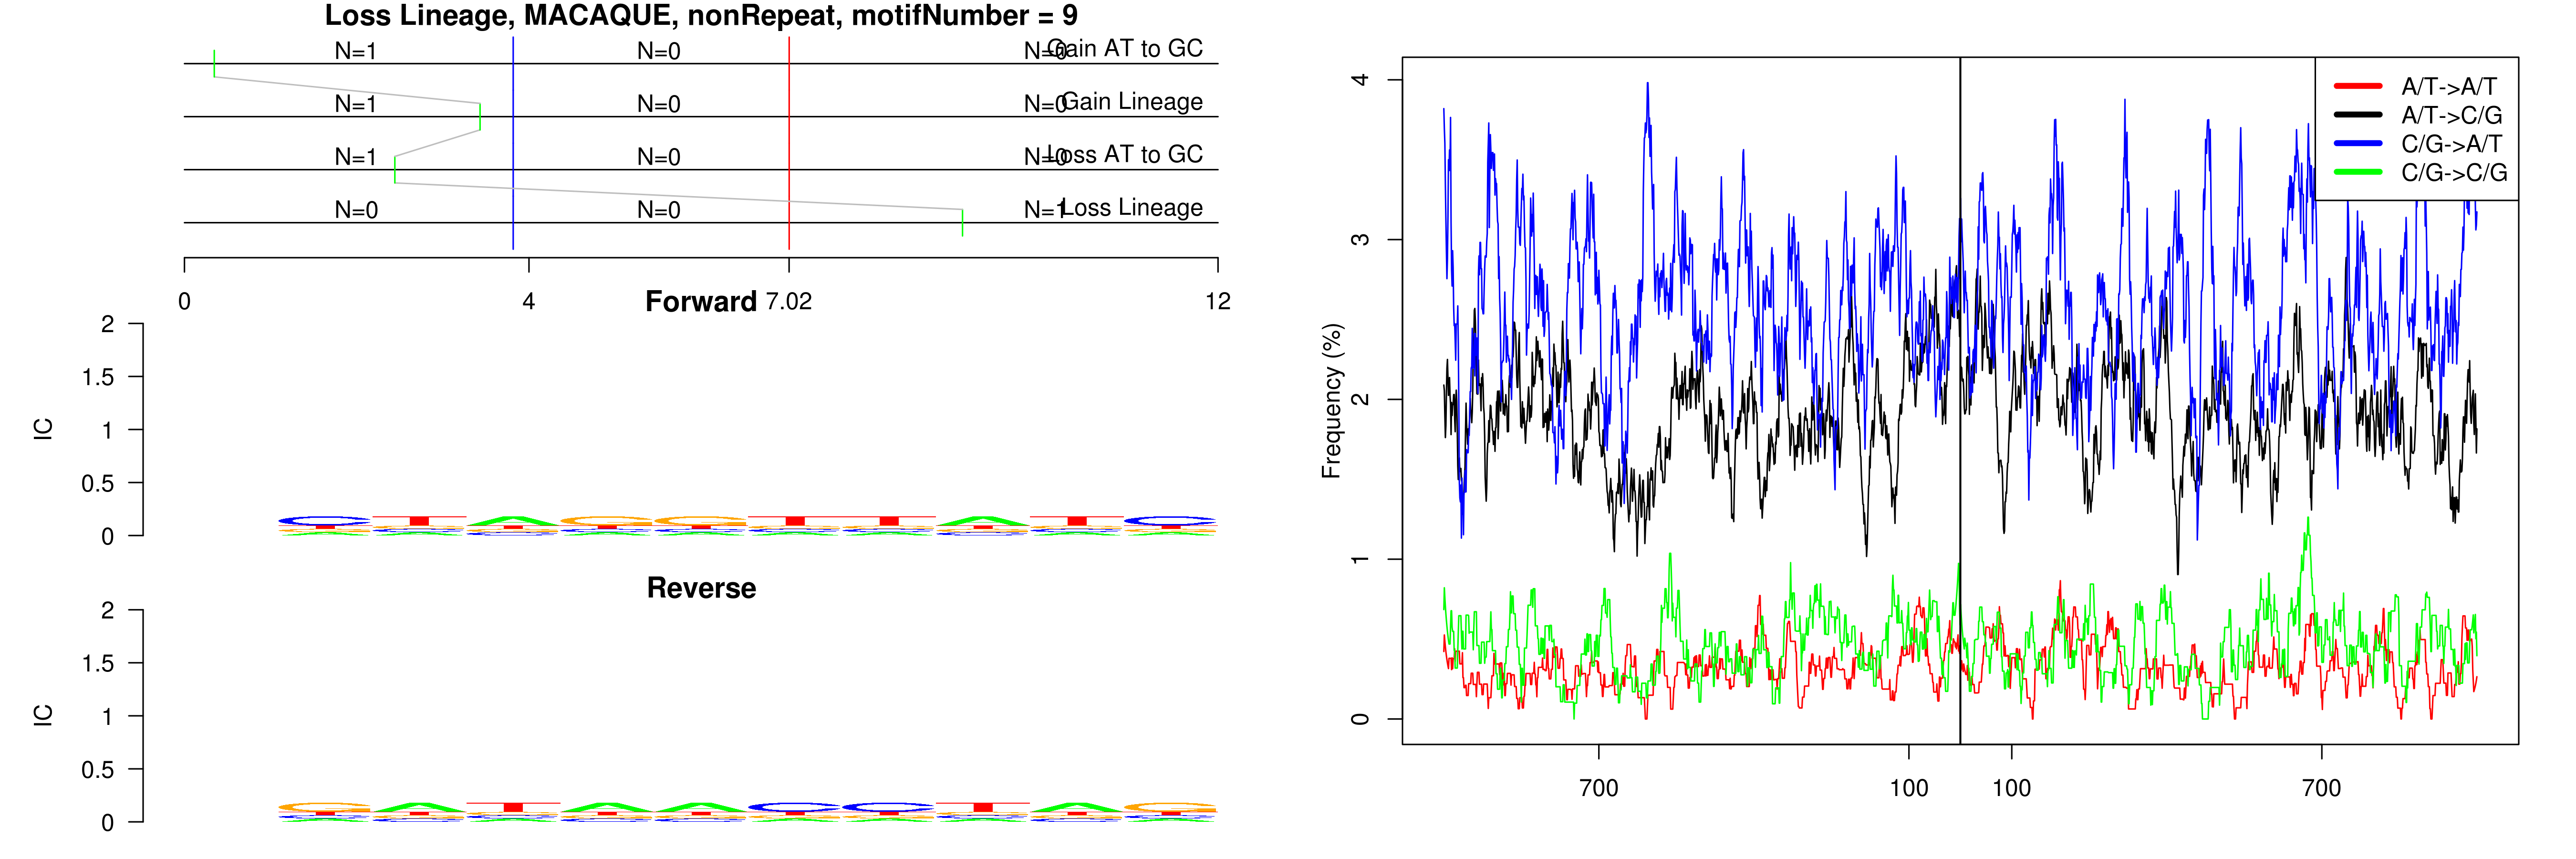 Loss Lineage, MACAQUE, nonRepeat, motifNumber = 9
N=1 N=0 N=0 Gain AT to GC
N=1 N=0 N=0 Gain Lineage
N=1 N=0 N=0 Loss AT to GC
N=0 N=0 N=1 Loss Lineage
0 4 7.02 12
Forward
IC
2
1.5
1
0.5
0
C T A G G T T A T C
Reverse
IC
2
1.5
1
0.5
0
G A T A A C C T A G
Frequency (%)
4
3
2
1
0
700 100 100 700
A/T->A/T
A/T->C/G
C/G->A/T
C/G->C/G